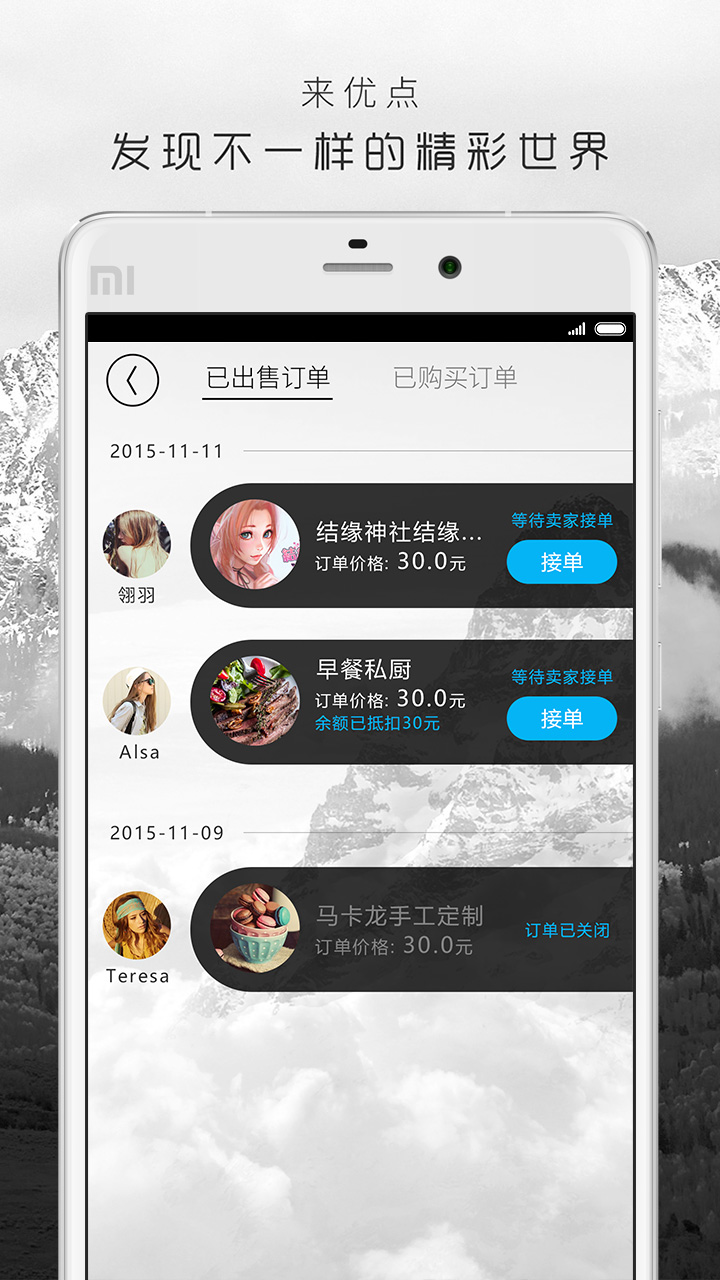 来优点
发现不一样的精彩世界
mi
已出售订单 已购买订单
2015-11-11
翎羽
结缘神社结缘...
订单价格: 30.0元
等待卖家接单
接单
Alsa
早餐私厨
订单价格: 30.0元
余额已抵扣30元
等待卖家接单
接单
2015-11-09
Teresa
马卡龙手工定制
订单价格: 30.0元
订单已关闭